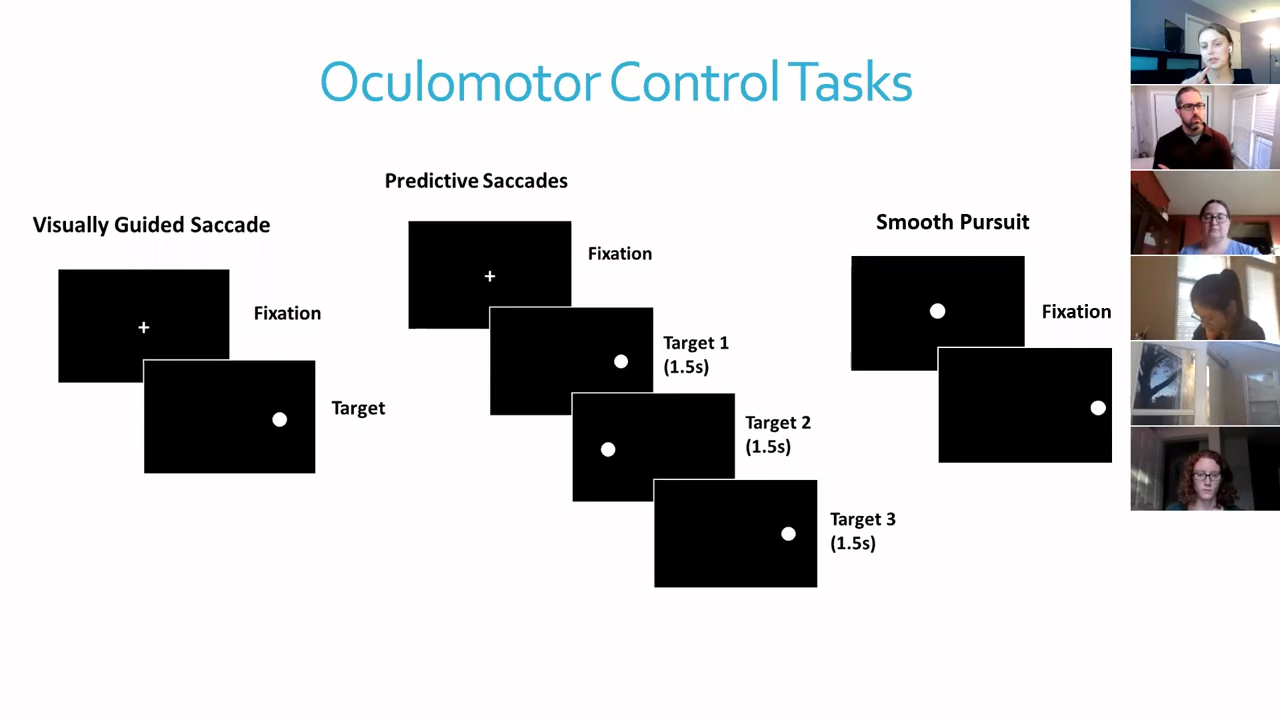 Oculomotor Control Tasks
Visually Guided Saccade
Fixation
Target
Predictive Saccades
Fixation
Target 1
(1.5s)
Target 2
(1.5s)
Target 3
(1.5s)
Smooth Pursuit
Fixation